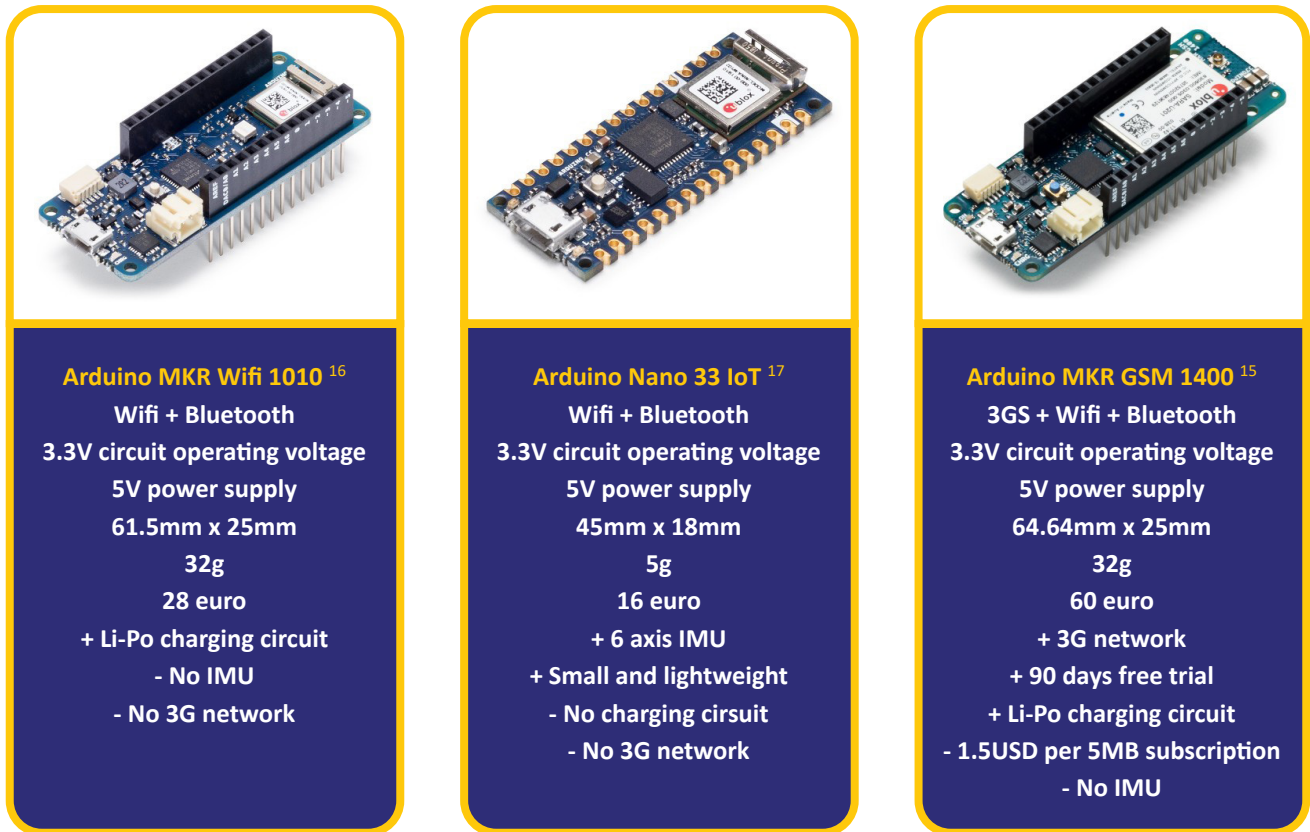 Arduino MKR Wifi 1010 16
Wifi + Bluetooth
3.3V circuit operating voltage
5V power supply
61.5mm x 25mm
32g
28 euro
+ Li-Po charging circuit
- No IMU
- No 3G network
Arduino Nano 33 IoT 17
Wifi + Bluetooth
3.3V circuit operating voltage
5V power supply
45mm x 18mm
5g
16 euro
+ 6 axis IMU
+ Small and lightweight
- No charging cirsuit
- No 3G network
Arduino MKR GSM 1400 15
3GS + Wifi + Bluetooth
3.3V circuit operating voltage
5V power supply
64.64mm x 25mm
32g
60 euro
+ 3G network
+ 90 days free trial
+ Li-Po charging circuit
- 1.5USD per 5MB subscription
- No IMU